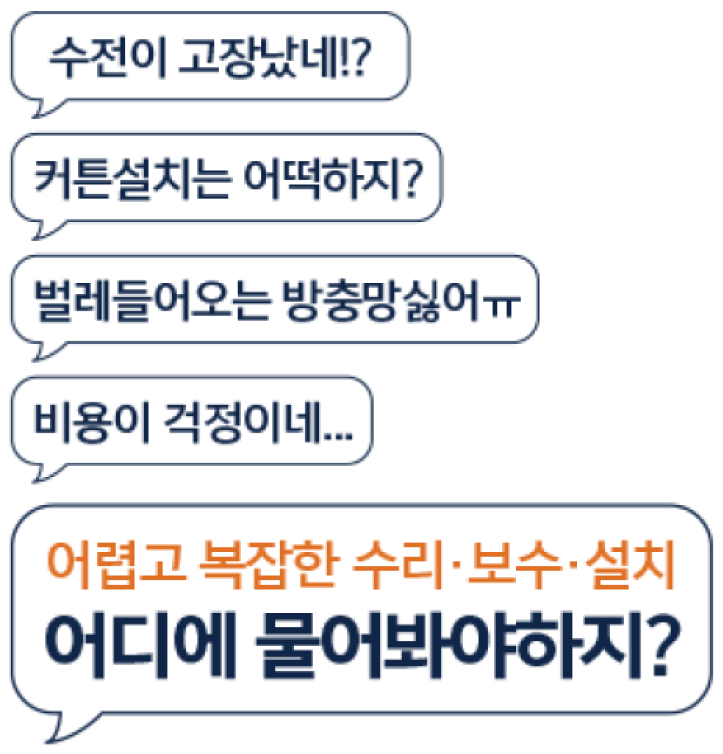 수전이 고장났네!?
커튼설치는 어떡하지?
벌레들어오는 방충망싫어ㅠ
비용이 걱정이네...
어렵고 복잡한 수리·보수·설치
어디에 물어봐야하지?